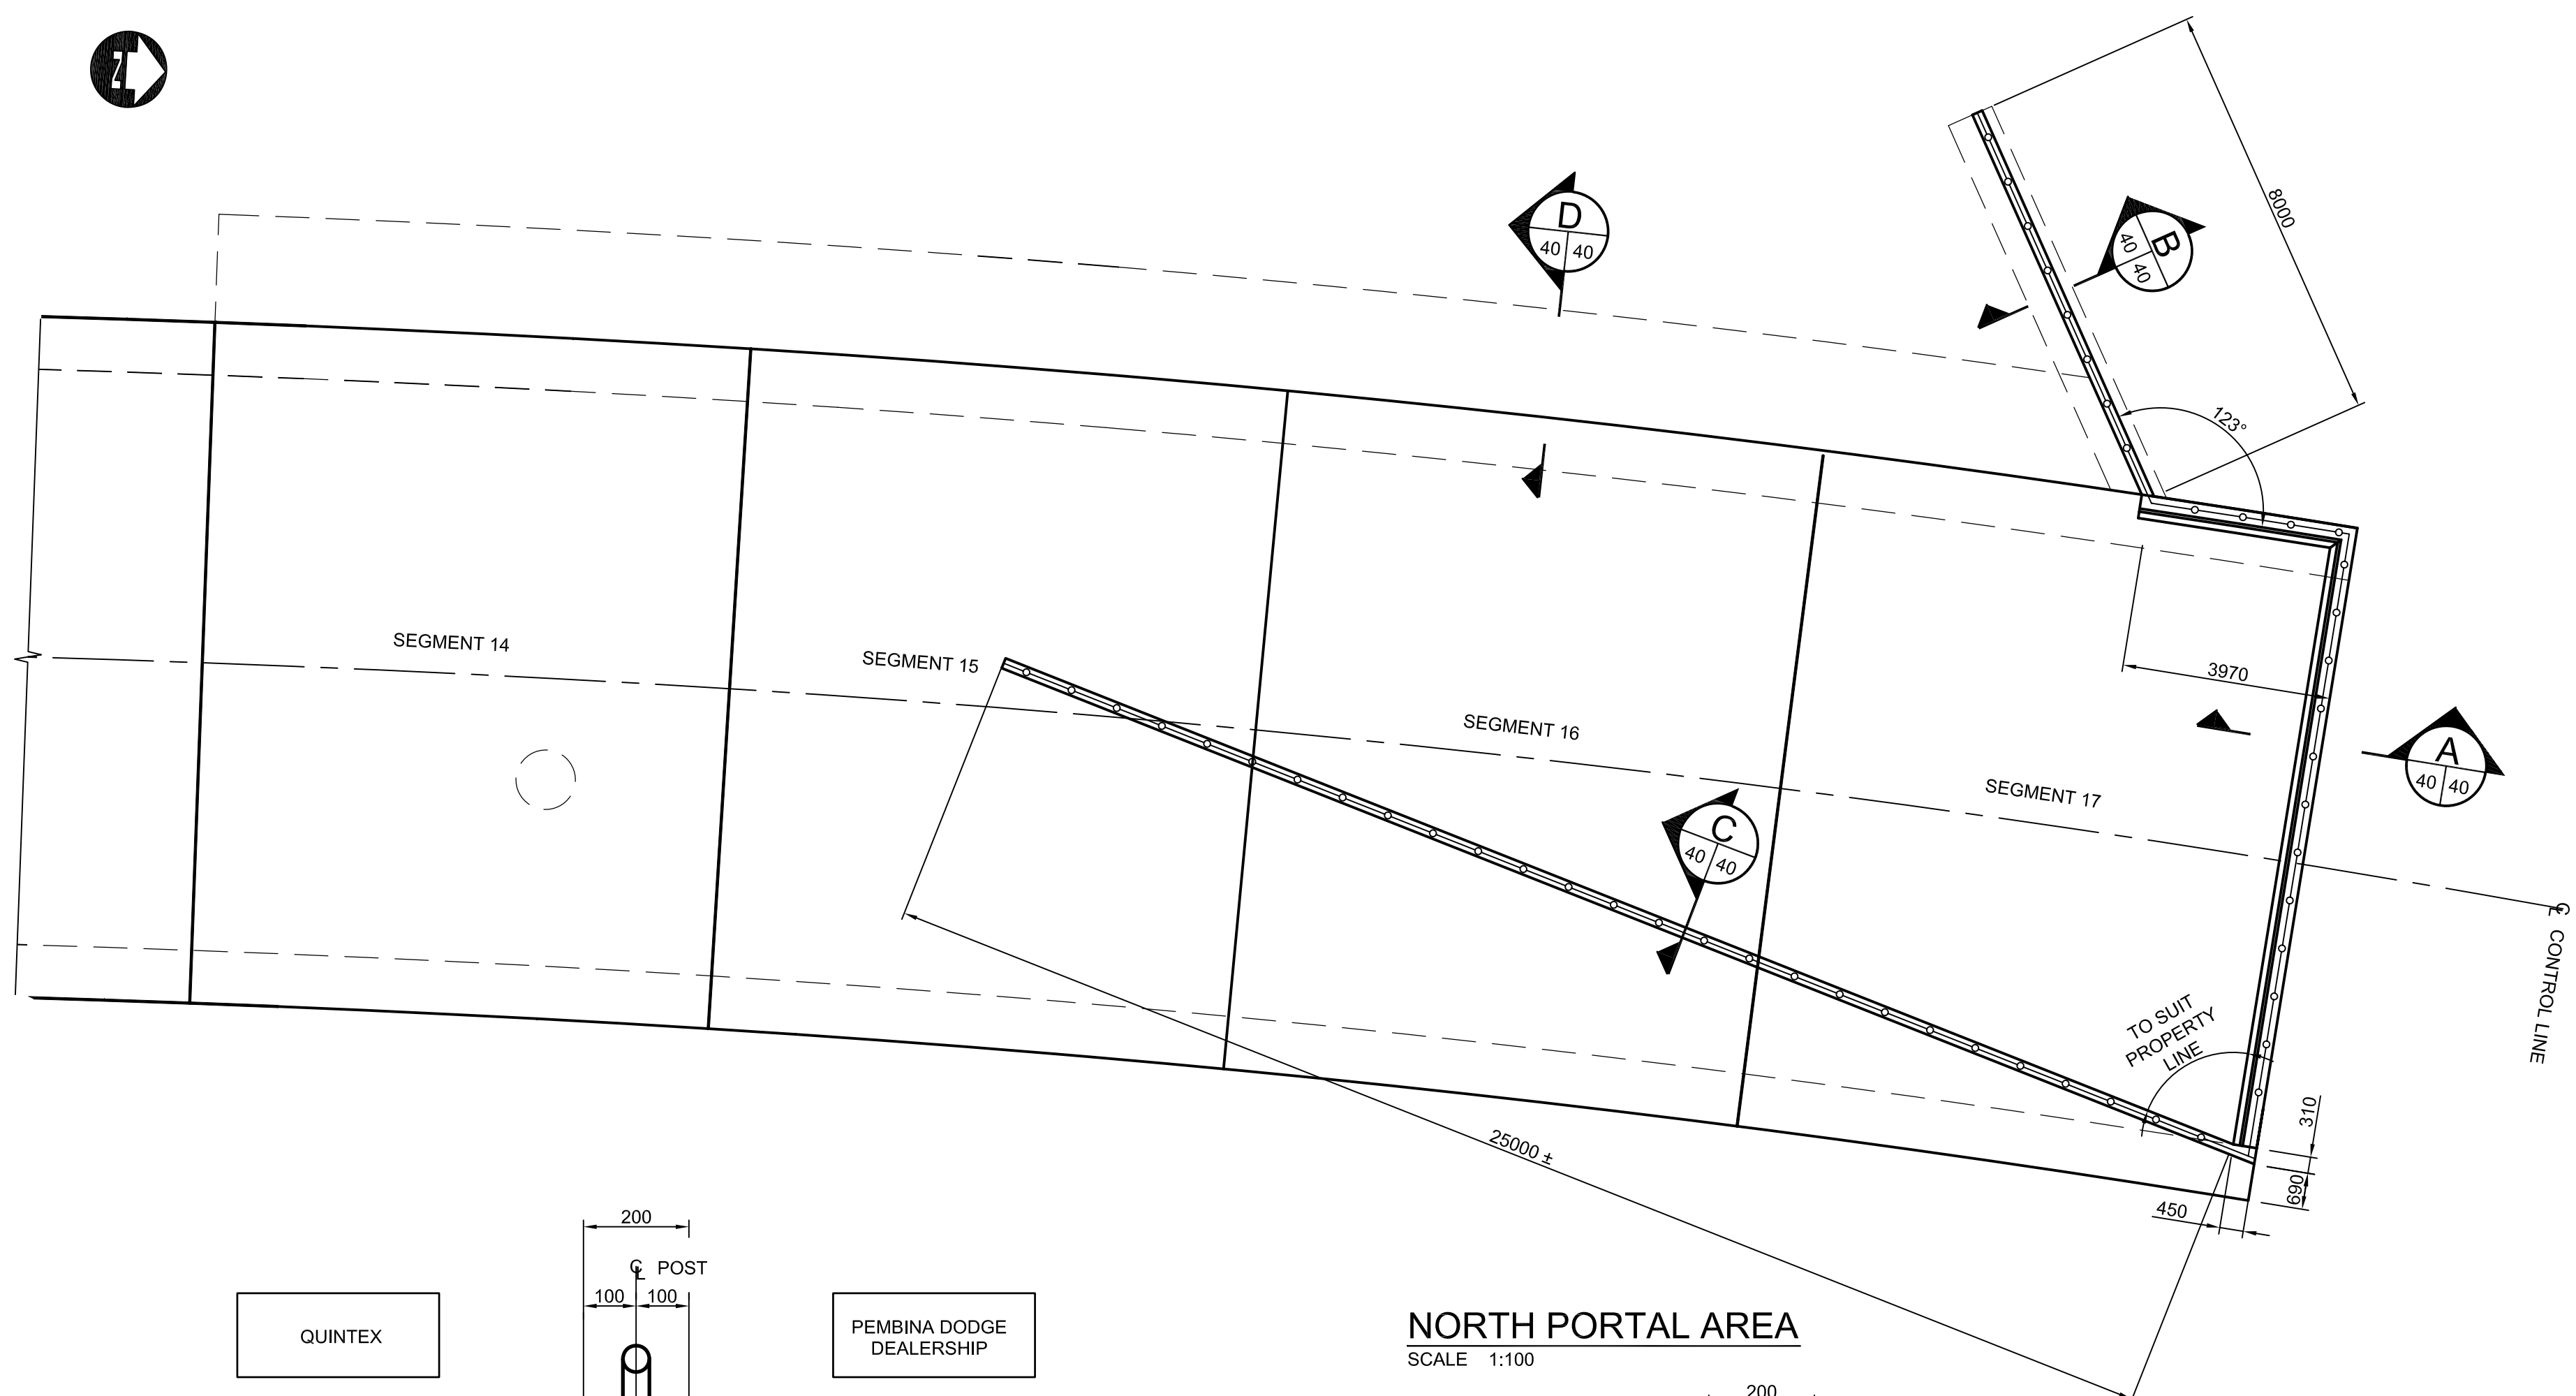 N
8000
D
40 40
B
40 40
123°
SEGMENT 14
SEGMENT 15
SEGMENT 16
SEGMENT 17
3970
A
40 40
C
40 40
℄ CONTROL LINE
TO SUIT
PROPERTY
LINE
310
690
450
25000 ±
200
℄ POST
100 100
QUINTEX
PEMBINA DODGE
DEALERSHIP
NORTH PORTAL AREA
SCALE 1:100
200